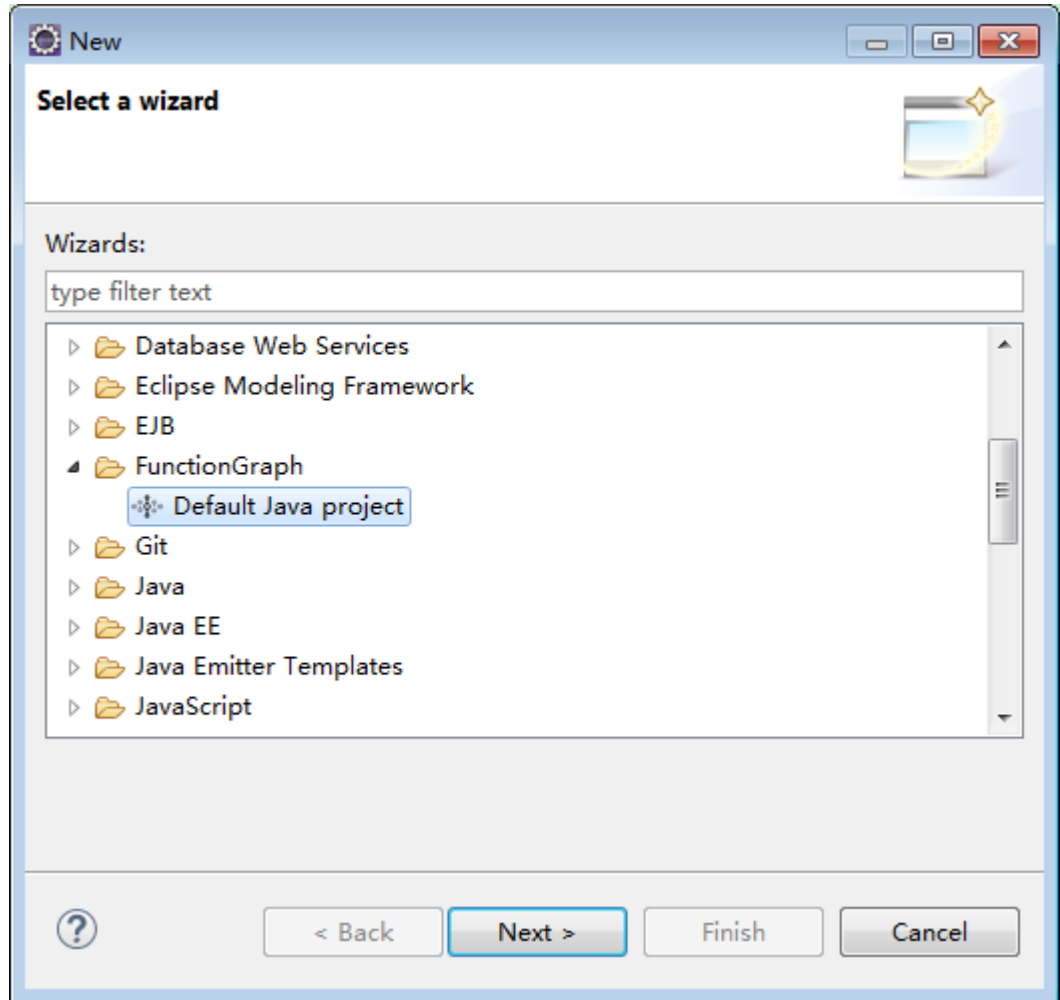 New
Select a wizard
Wizards:
type filter text
Database Web Services
Eclipse Modeling Framework
EJB
FunctionGraph
Default Java project
Git
Java
Java EE
Java Emitter Templates
JavaScript
? < Back Next > Finish Cancel